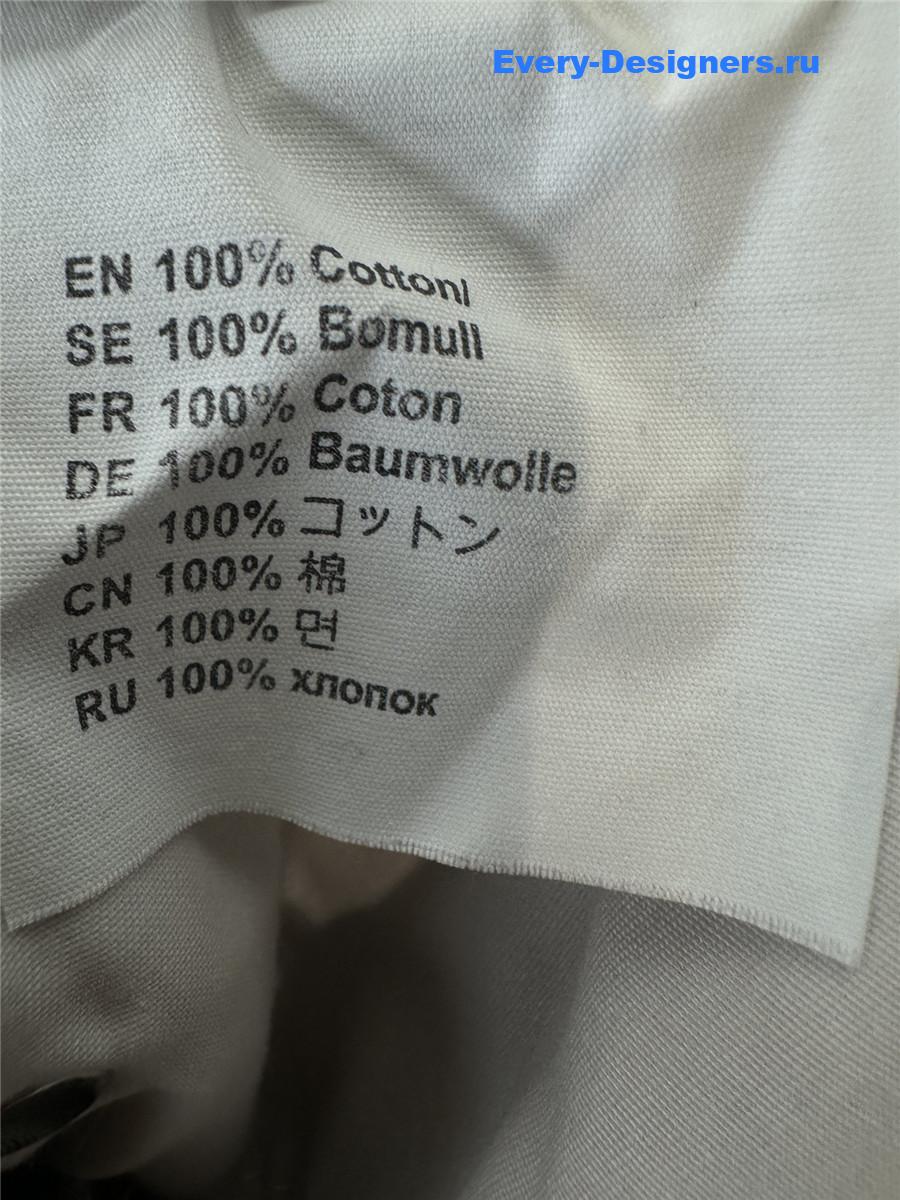 Every-Designers.ru
EN 100% Cotton/
SE 100% Bomull
FR 100% Coton
DE 100% Baumwolle
JP 100% コットン
CN 100% 棉
KR 100% 면
RU 100% хлопок